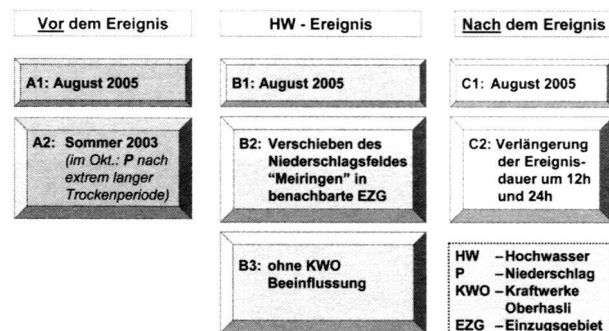 Vor dem Ereignis
HW - Ereignis
Nach dem Ereignis
A1: August 2005
B1: August 2005
C1: August 2005
A2: Sommer 2003
(im Okt.: P nach
extrem langer
Trockenperiode)
B2: Verschieben des
Niederschlagsfeldes
"Meiringen" in
benachbarte EZG
C2: Verlängerung
der Ereignis-
dauer um 12h
und 24h
B3: ohne KWO
Beeinflussung
HW – Hochwasser
P – Niederschlag
KWO – Kraftwerke
Oberhasli
EZG – Einzugsgebiet